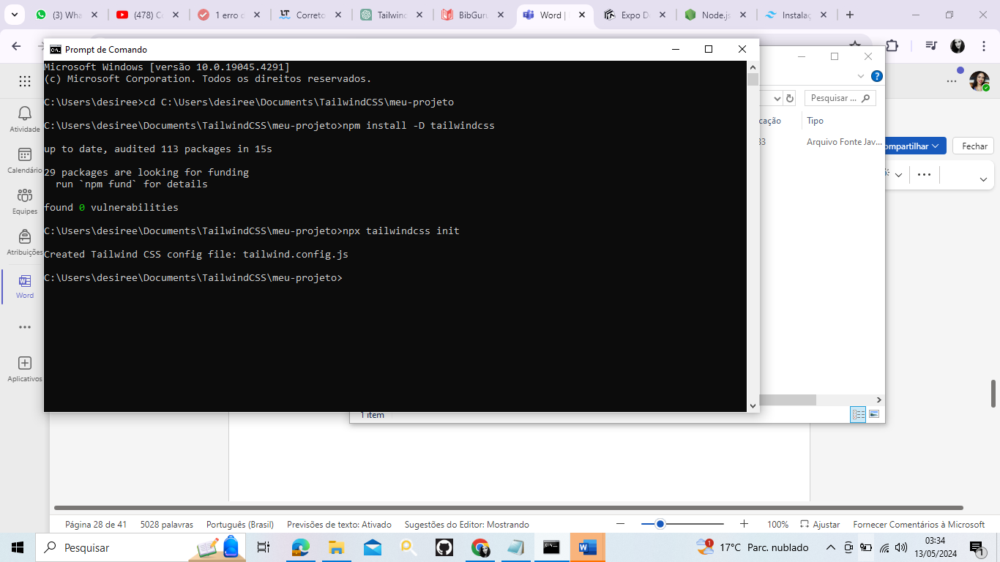 (3) Wha
(478) C
1 erro d
Correto
Tailwin
BibGuru
Word |
Expo D
Node.js
Instalaç
Prompt de Comando
Microsoft Windows [versão 10.0.19045.4291]
(c) Microsoft Corporation. Todos os direitos reservados.
C:\Users\desiree>cd C:\Users\desiree\Documents\TailwindCSS\meu-projeto
C:\Users\desiree\Documents\TailwindCSS\meu-projeto>npm install -D tailwindcss
up to date, audited 113 packages in 15s
29 packages are looking for funding
run `npm fund` for details
found 0 vulnerabilities
C:\Users\desiree\Documents\TailwindCSS\meu-projeto>npx tailwindcss init
Created Tailwind CSS config file: tailwind.config.js
C:\Users\desiree\Documents\TailwindCSS\meu-projeto>
Atividade
Calendário
Equipes
Atribuições
Word
Aplicativos
Pesquisar ...
cação
Tipo
33
Arquivo Fonte Jav...
ompartilhar
Fechar
1 item
Página 28 de 41
5028 palavras
Português (Brasil)
Previsões de texto: Ativado
Sugestões do Editor: Mostrando
100%
Ajustar
Fornecer Comentários à Microsoft
Pesquisar
17°C Parc. nublado
03:34
13/05/2024